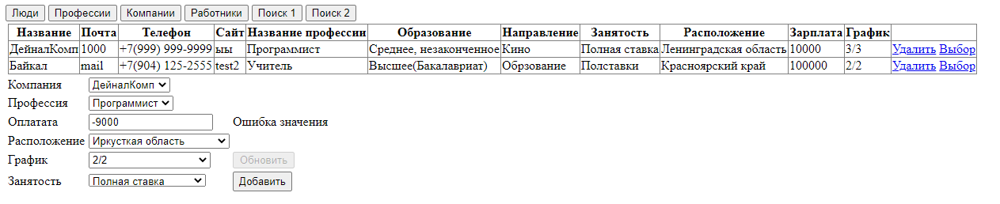 Люди Профессии Компании Работники Поиск 1 Поиск 2
Название Почта Телефон Сайт Название профессии Образование Направление Занятость Расположение Зарплата График
ДейналКомп 1000 +7(999) 999-9999 ыы Программист Среднее, незаконченное Кино Полная ставка Ленинградская область 10000 3/3 Удалить Выбор
Байкал mail +7(904) 125-2555 test2 Учитель Высшее(Бакалавриат) Обрзование Полставки Красноярский край 100000 2/2 Удалить Выбор
Компания ДейналКомп
Профессия Программист
Оплатата -9000 Ошибка значения
Расположение Иркусткая область
График 2/2 Обновить
Занятость Полная ставка Добавить